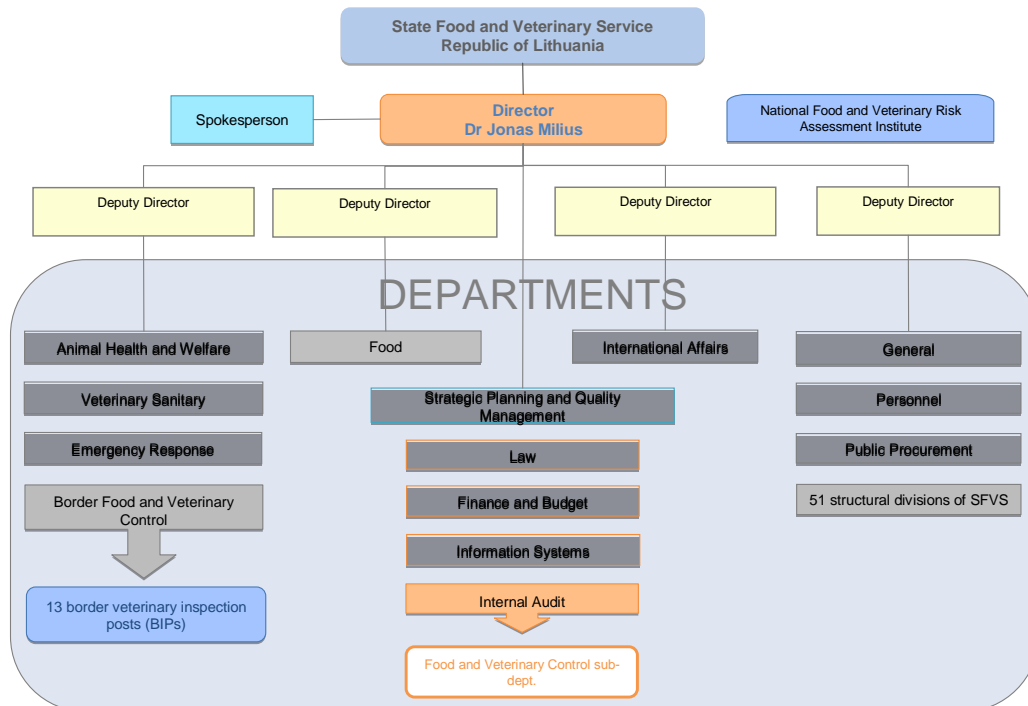 State Food and Veterinary Service
Republic of Lithuania
Spokesperson
Director
Dr Jonas Milius
National Food and Veterinary Risk
Assessment Institute
Deputy Director
Deputy Director
Deputy Director
Deputy Director
DEPARTMENTS
Animal Health and Welfare
Food
International Affairs
General
Veterinary Sanitary
Strategic Planning and Quality
Management
Personnel
Emergency Response
Law
Public Procurement
Border Food and Veterinary
Control
Finance and Budget
51 structural divisions of SFVS
Information Systems
13 border veterinary inspection
posts (BIPs)
Internal Audit
Food and Veterinary Control sub-
dept.